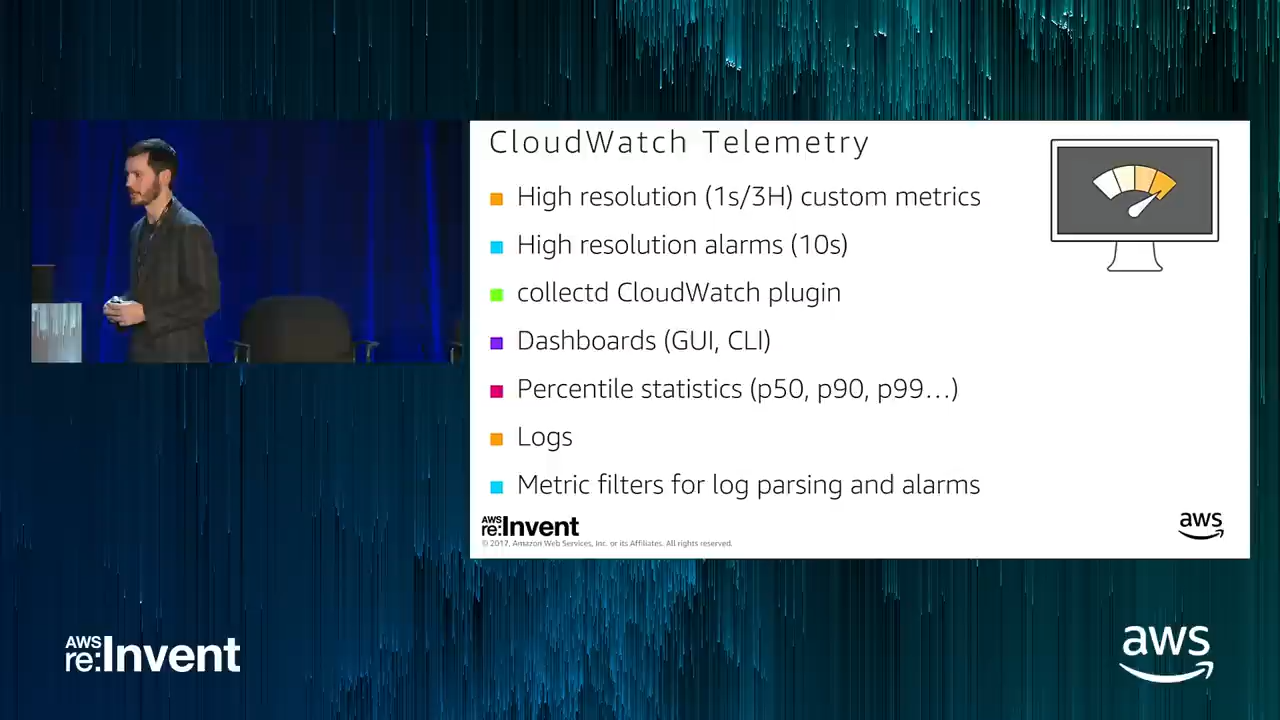 CloudWatch Telemetry
High resolution (1s/3H) custom metrics
High resolution alarms (10s)
collectd CloudWatch plugin
Dashboards (GUI, CLI)
Percentile statistics (p50, p90, p99...)
Logs
Metric filters for log parsing and alarms
AWS
re:Invent
© 2017, Amazon Web Services, Inc. or its Affiliates. All rights reserved.
aws
AWS
re:Invent
aws